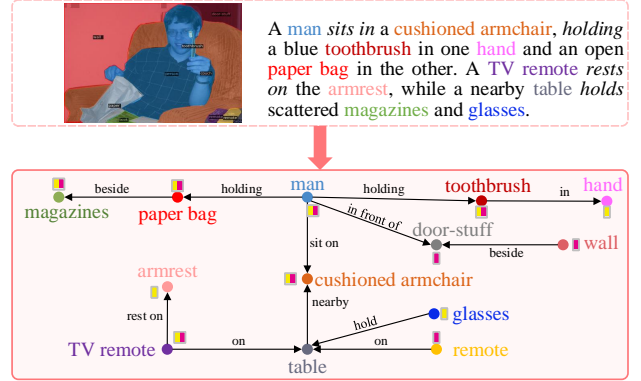 A man sits in a cushioned armchair, holding
a blue toothbrush in one hand and an open
paper bag in the other. A TV remote rests
on the armrest, while a nearby table holds
scattered magazines and glasses.
man
toothbrush
hand
beside
holding
holding
in
magazines
paper bag
in front of
door-stuff
wall
sit on
beside
armrest
cushioned armchair
rest on
nearby
hold
glasses
TV remote
on
on
remote
table